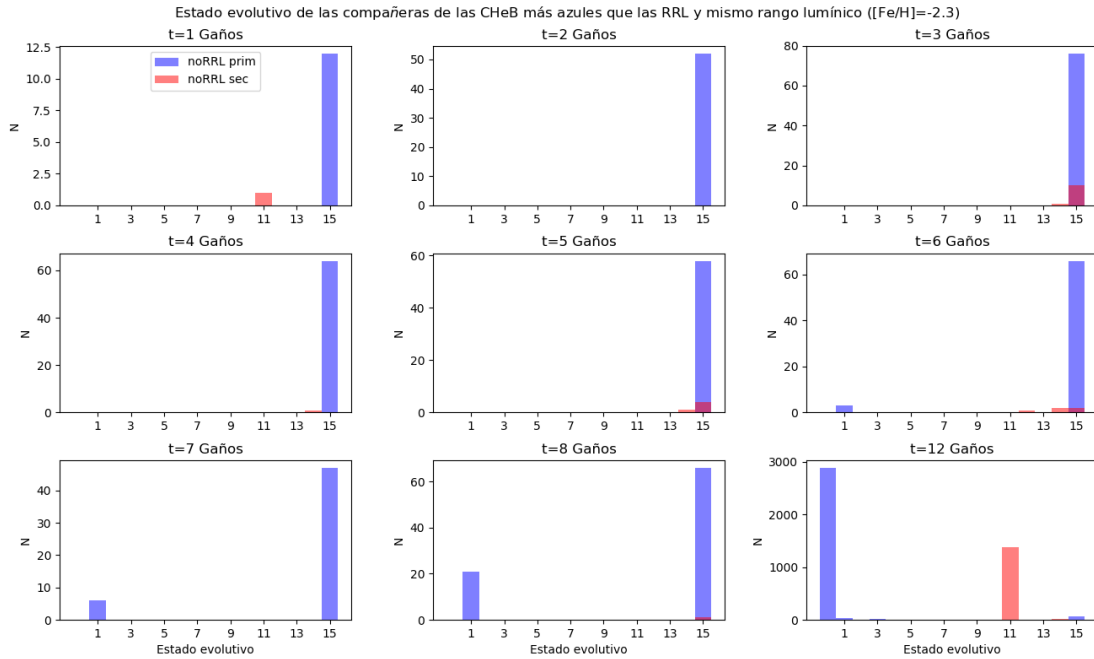 Estado evolutivo de las compañeras de las CHeB más azules que las RRL y mismo rango lumínico ([Fe/H]=-2.3)
t=1 Gaños
t=2 Gaños
t=3 Gaños
12.5
10.0
7.5
5.0
2.5
0.0
N
noRRL prim
noRRL sec
1 3 5 7 9 11 13 15
50
40
30
20
10
0
N
1 3 5 7 9 11 13 15
80
60
40
20
0
N
1 3 5 7 9 11 13 15
t=4 Gaños
t=5 Gaños
t=6 Gaños
60
40
20
0
N
1 3 5 7 9 11 13 15
60
40
20
0
N
1 3 5 7 9 11 13 15
60
40
20
0
N
1 3 5 7 9 11 13 15
t=7 Gaños
t=8 Gaños
t=12 Gaños
40
30
20
10
0
N
1 3 5 7 9 11 13 15
Estado evolutivo
60
40
20
0
N
1 3 5 7 9 11 13 15
Estado evolutivo
3000
2000
1000
0
N
1 3 5 7 9 11 13 15
Estado evolutivo